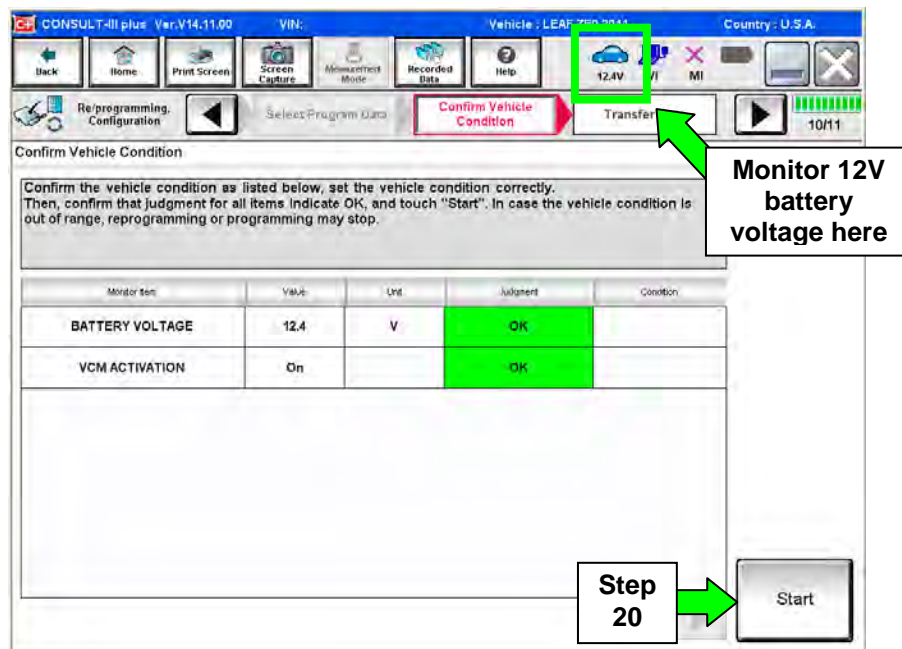 CONSULT-III plus Ver.V14.11.00 VIN: Vehicle : LEAF ZE0 2011 Country : U.S.A.
Back Home Print Screen Screen Capture Measurement Mode Recorded Data Help 12.4V VI MI
Re/programming, Configuration Select Program Data Confirm Vehicle Condition Transfer 10/11
Confirm Vehicle Condition
Monitor 12V
battery
voltage here
Confirm the vehicle condition as listed below, set the vehicle condition correctly.
Then, confirm that judgment for all items indicate OK, and touch "Start". In case the vehicle condition is
out of range, reprogramming or programming may stop.
Monitor Item Value Unit Judgment Condition
BATTERY VOLTAGE 12.4 V OK
VCM ACTIVATION On OK
Step
20
Start